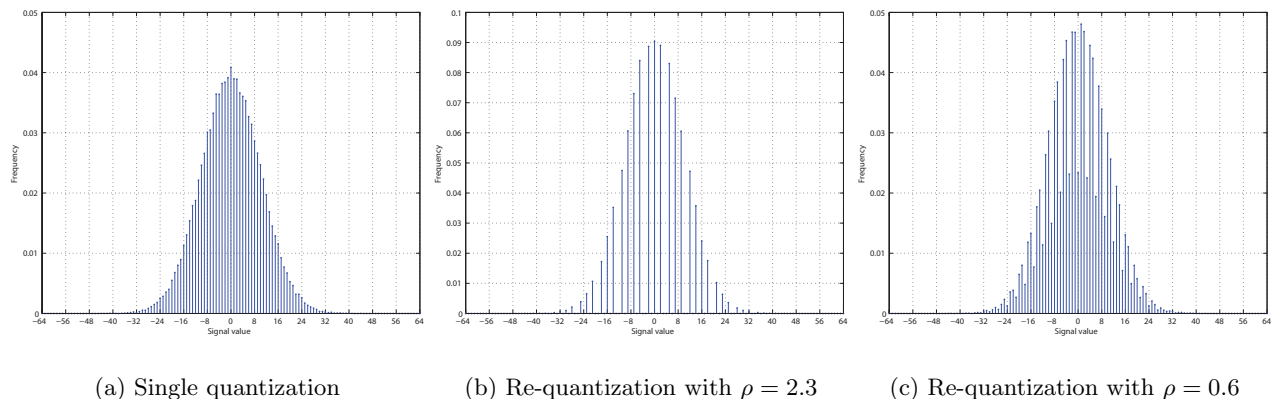 0.05
0.04
0.03
0.02
0.01
0
Frequency
−64 −56 −48 −40 −32 −24 −16 −8 0 8 16 24 32 40 48 56 64
Signal value
(a) Single quantization
0.1
0.09
0.08
0.07
0.06
0.05
0.04
0.03
0.02
0.01
0
Frequency
−64 −56 −48 −40 −32 −24 −16 −8 0 8 16 24 32 40 48 56 64
Signal value
(b) Re-quantization with ρ = 2.3
0.05
0.04
0.03
0.02
0.01
0
Frequency
−64 −56 −48 −40 −32 −24 −16 −8 0 8 16 24 32 40 48 56 64
Signal value
(c) Re-quantization with ρ = 0.6